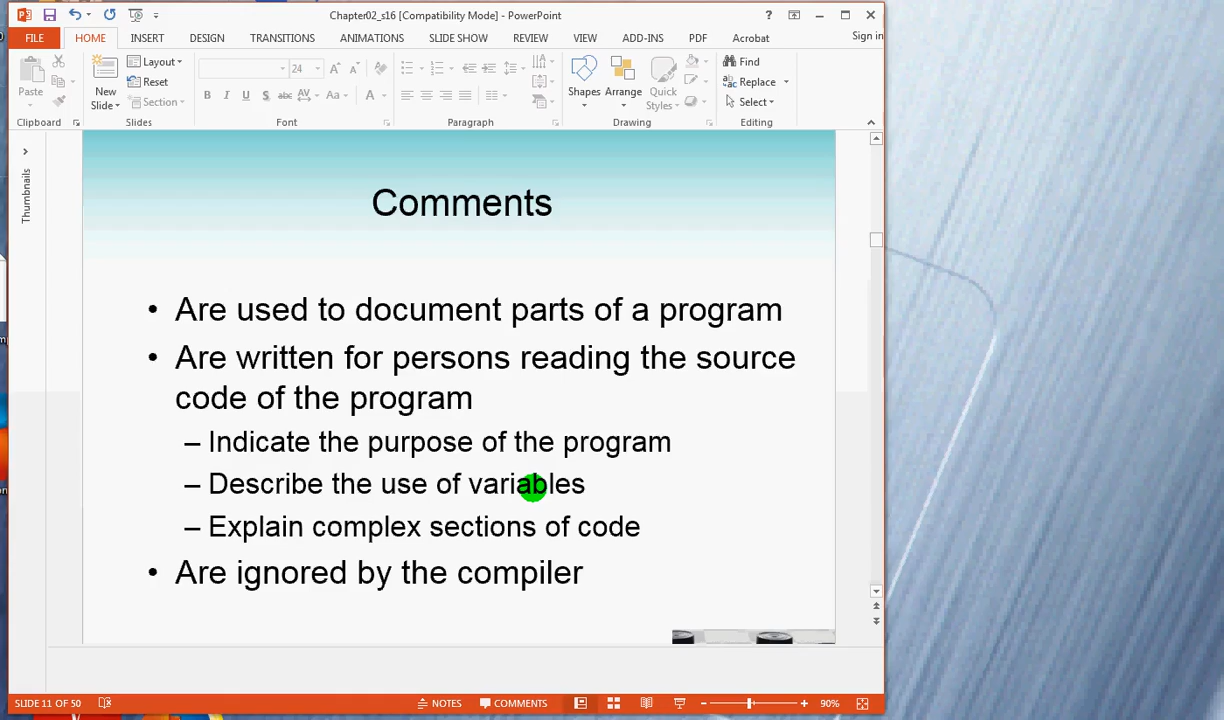 Chapter02_s16 [Compatibility Mode] - PowerPoint
?
FILE HOME INSERT DESIGN TRANSITIONS ANIMATIONS SLIDE SHOW REVIEW VIEW ADD-INS PDF Acrobat Sign in
Paste
New Slide
Layout
Reset
Section
24
B I U S abc AV Aa A
Shapes Arrange Quick Styles
Find
Replace
Select
Clipboard Slides Font Paragraph Drawing Editing
Thumbnails
Comments
• Are used to document parts of a program
• Are written for persons reading the source
code of the program
– Indicate the purpose of the program
– Describe the use of variables
– Explain complex sections of code
• Are ignored by the compiler
SLIDE 11 OF 50 NOTES COMMENTS 90%